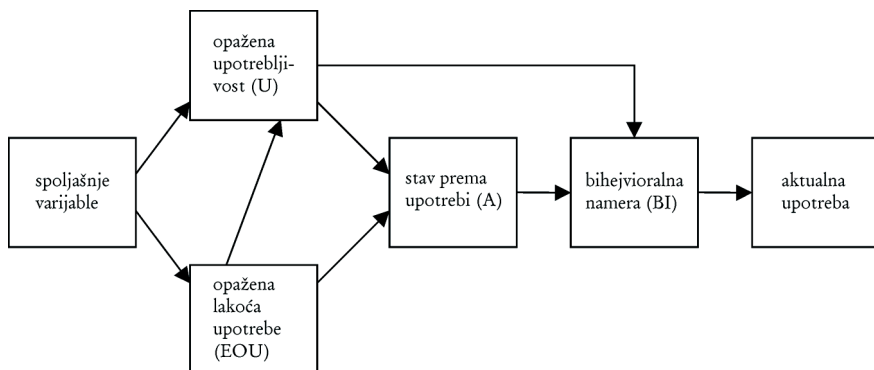 opažena
upotreblji-
vost (U)
spoljašnje
varijable
opažena
lakoća
upotrebe
(EOU)
stav prema
upotrebi (A)
bihejvioralna
namera (BI)
aktualna
upotreba